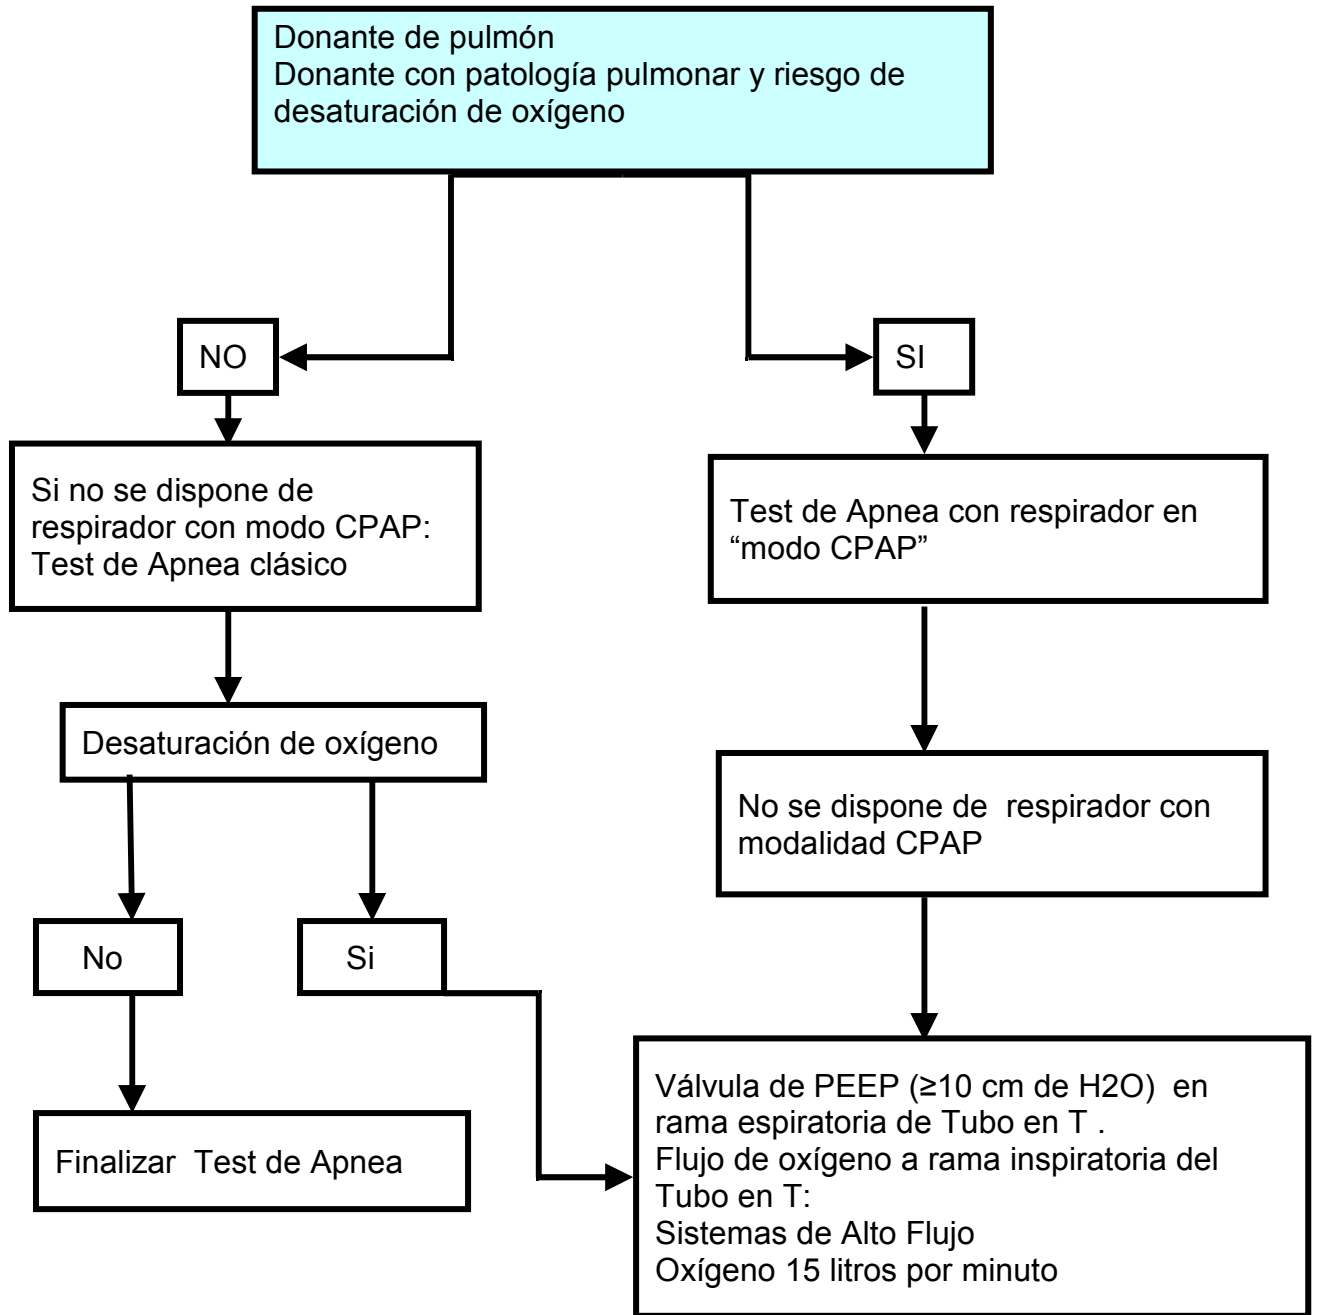 Donante de pulmón
Donante con patología pulmonar y riesgo de
desaturación de oxígeno
NO
SI
Si no se dispone de
respirador con modo CPAP:
Test de Apnea clásico
Test de Apnea con respirador en
“modo CPAP”
Desaturación de oxígeno
No se dispone de respirador con
modalidad CPAP
No
Si
Finalizar Test de Apnea
Válvula de PEEP (≥10 cm de H2O) en
rama espiratoria de Tubo en T .
Flujo de oxígeno a rama inspiratoria del
Tubo en T:
Sistemas de Alto Flujo
Oxígeno 15 litros por minuto